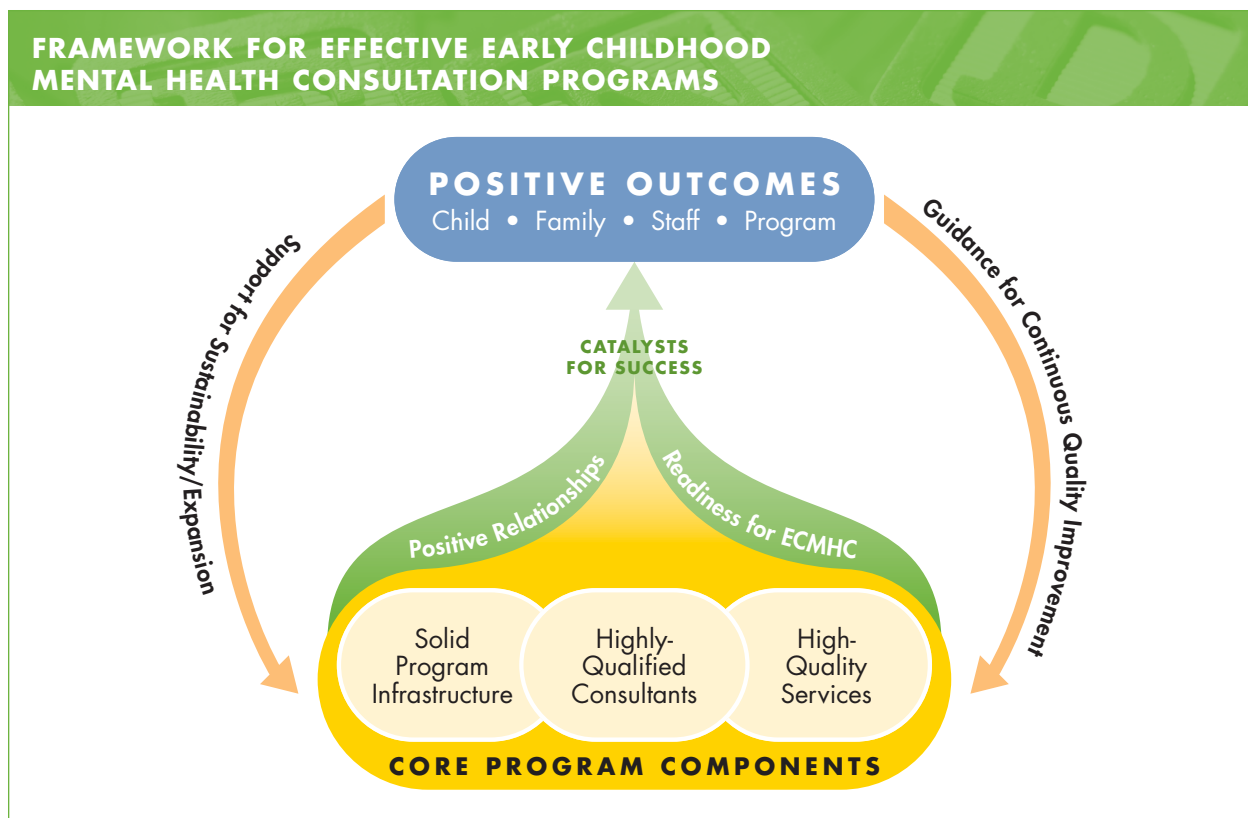 FRAMEWORK FOR EFFECTIVE EARLY CHILDHOOD
MENTAL HEALTH CONSULTATION PROGRAMS
POSITIVE OUTCOMES
Child • Family • Staff • Program
Support for Sustainability/Expansion
Guidance for Continuous Quality Improvement
CATALYSTS
FOR SUCCESS
Positive Relationships
Readiness for ECMHC
Solid
Program
Infrastructure
Highly-
Qualified
Consultants
High-
Quality
Services
CORE PROGRAM COMPONENTS